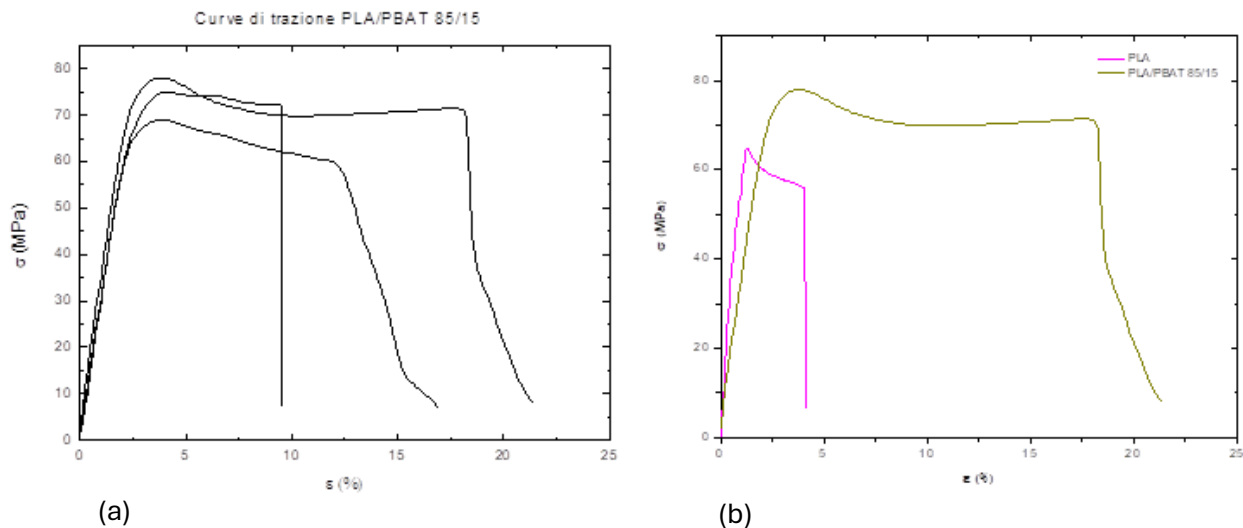 Curve di trazione PLA/PBAT 85/15
80
70
60
50
40
30
20
10
0
σ (MPa)
0 5 10 15 20 25
ε (%)
(a)
PLA
PLA/PBAT 85/15
80
60
40
20
0
σ (MPa)
0 5 10 15 20 25
ε (%)
(b)